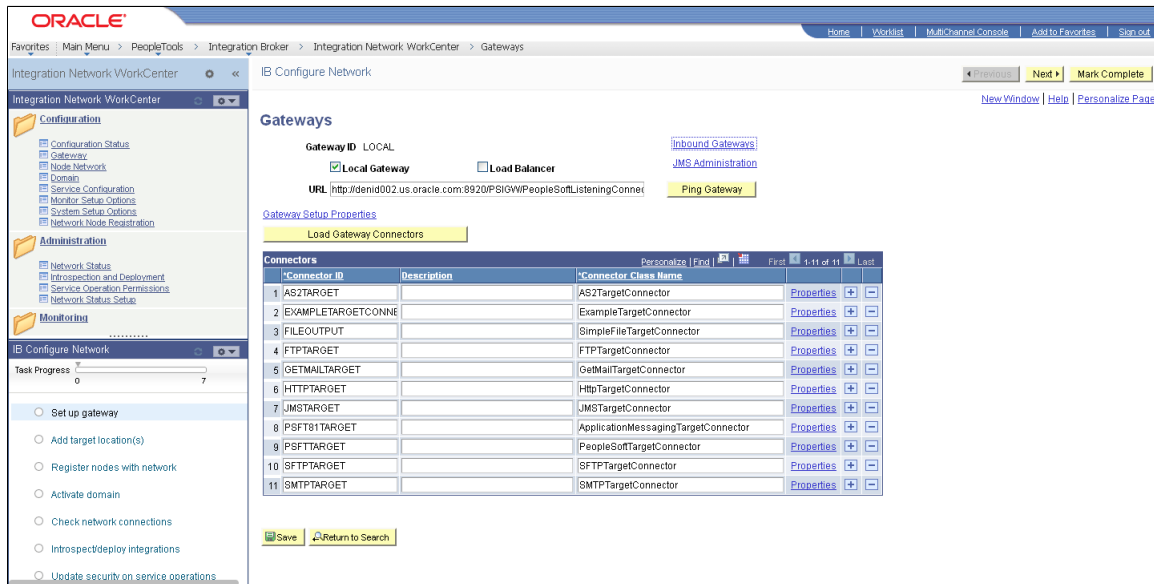 ORACLE'
Home | Worklist | MultiChannel Console | Add to Favorites | Sign out
Favorites | Main Menu > PeopleTools > Integration Broker > Integration Network WorkCenter > Gateways
Integration Network WorkCenter «
Integration Network WorkCenter
Configuration
Configuration Status
Gateway
Node Network
Domain
Service Configuration
Monitor Setup Options
System Setup Options
Network Node Registration
Administration
Network Status
Introspection and Deployment
Service Operation Permissions
Network Status Setup
Monitoring
IB Configure Network
Task Progress
0 7
Set up gateway
Add target location(s)
Register nodes with network
Activate domain
Check network connections
Introspect/deploy integrations
Update security on service operations
IB Configure Network
Previous Next Mark Complete
New Window | Help | Personalize Page
Gateways
Gateway ID LOCAL
Inbound Gateways
Local Gateway Load Balancer
JMS Administration
URL http://denid002.us.oracle.com:8920/PSIGW/PeopleSoftListeningConnec
Ping Gateway
Gateway Setup Properties
Load Gateway Connectors
Connectors Personalize | Find | | First 1-11 of 11 Last
*Connector ID Description *Connector Class Name
1 AS2TARGET AS2TargetConnector Properties + -
2 EXAMPLETARGETCONNE ExampleTargetConnector Properties + -
3 FILEOUTPUT SimpleFileTargetConnector Properties + -
4 FTPTARGET FTPTargetConnector Properties + -
5 GETMAILTARGET GetMailTargetConnector Properties + -
6 HTTPTARGET HttpTargetConnector Properties + -
7 JMSTARGET JMSTargetConnector Properties + -
8 PSFT81TARGET ApplicationMessagingTargetConnector Properties + -
9 PSFTTARGET PeopleSoftTargetConnector Properties + -
10 SFTPTARGET SFTPTargetConnector Properties + -
11 SMTPTARGET SMTPTargetConnector Properties + -
Save Return to Search